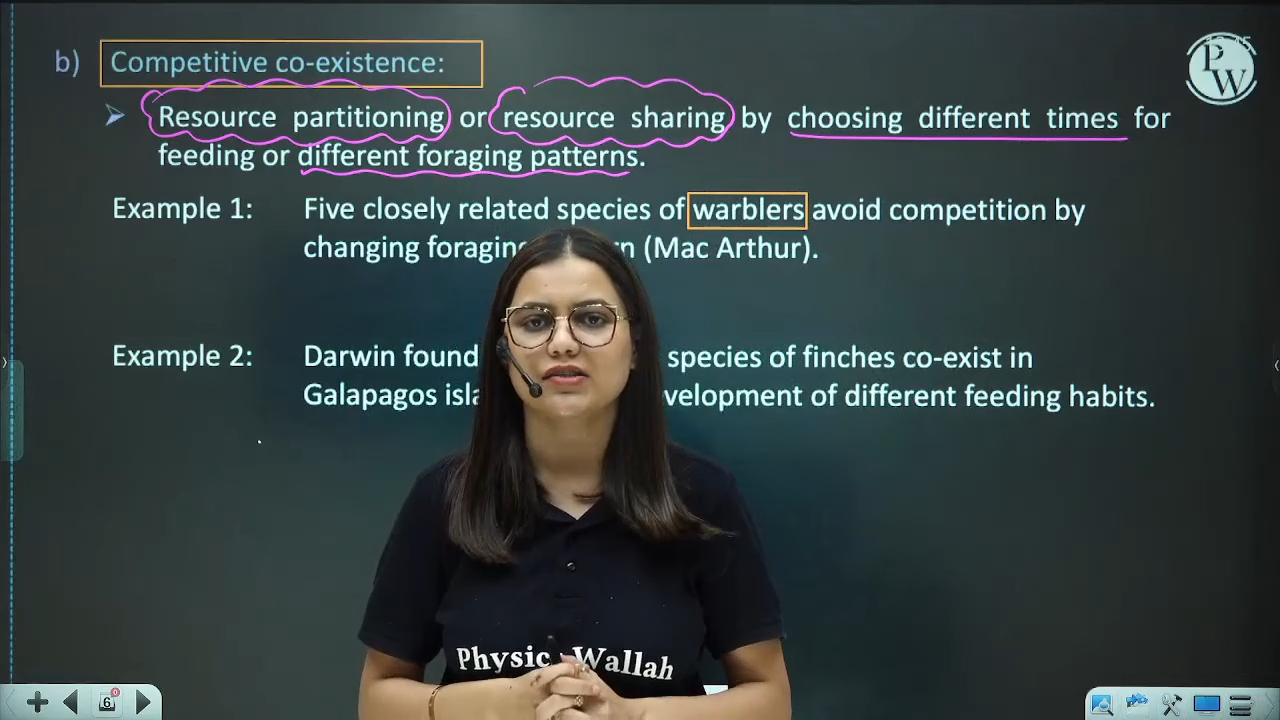 b) Competitive co-existence:
PW
Resource partitioning or resource sharing by choosing different times for
feeding or different foraging patterns.
Example 1: Five closely related species of warblers avoid competition by
changing foraging (Mac Arthur).
Example 2: Darwin found species of finches co-exist in
Galapagos of different feeding habits.
Physic Wallah
6
0